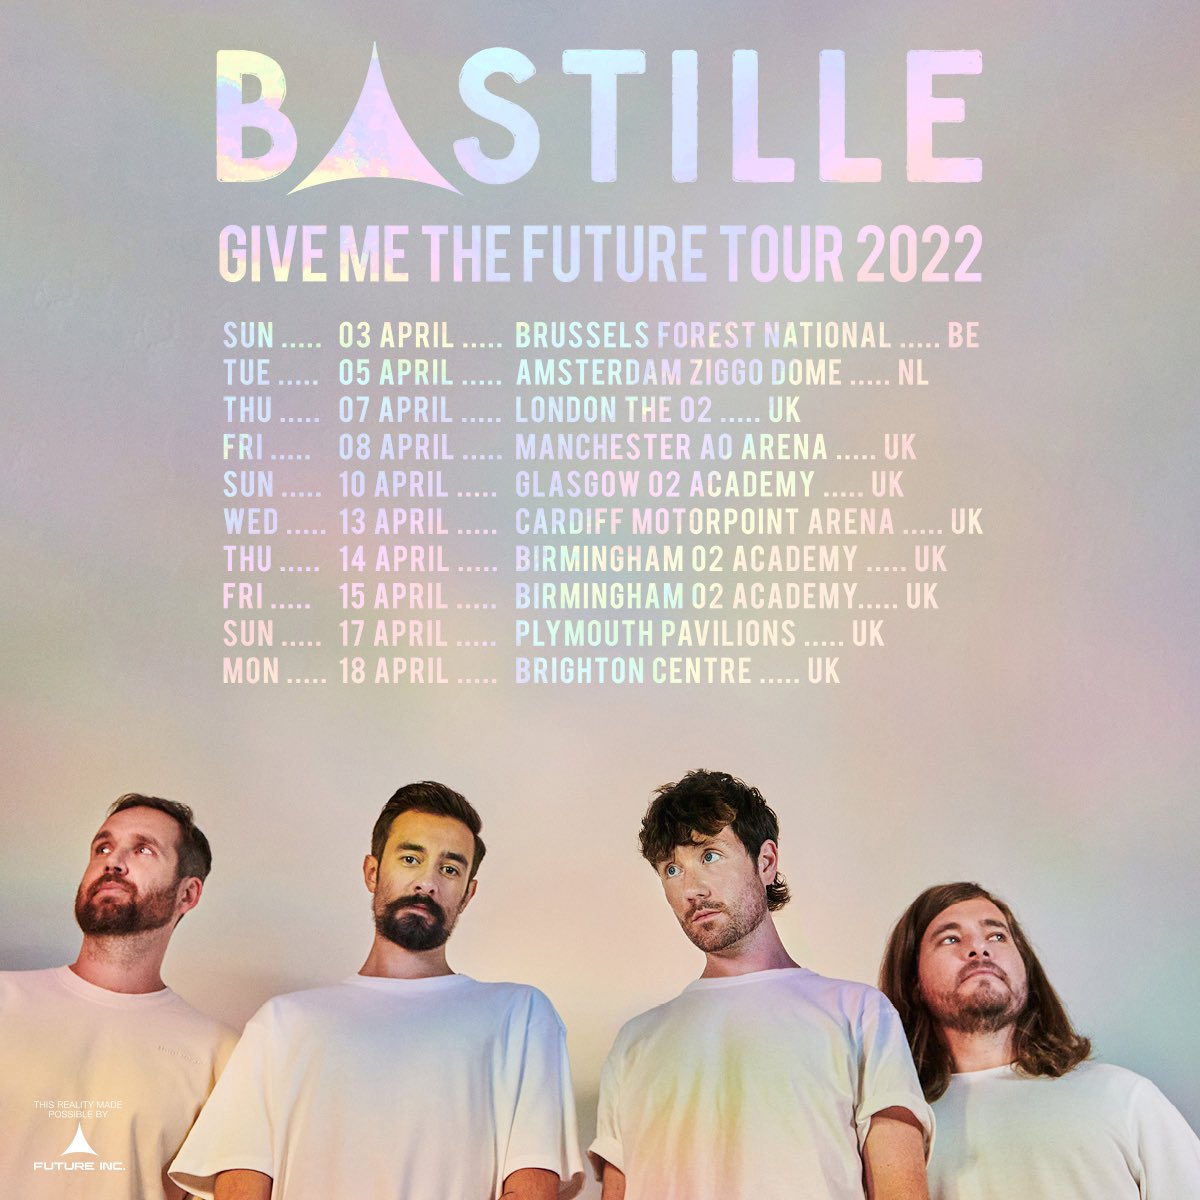 BASTILLE
GIVE ME THE FUTURE TOUR 2022
SUN ..... 03 APRIL ..... BRUSSELS FOREST NATIONAL ..... BE
TUE ..... 05 APRIL ..... AMSTERDAM ZIGGO DOME ..... NL
THU ..... 07 APRIL ..... LONDON THE O2 ..... UK
FRI ..... 08 APRIL ..... MANCHESTER AO ARENA ..... UK
SUN ..... 10 APRIL ..... GLASGOW O2 ACADEMY ..... UK
WED ..... 13 APRIL ..... CARDIFF MOTORPOINT ARENA ..... UK
THU ..... 14 APRIL ..... BIRMINGHAM O2 ACADEMY ..... UK
FRI ..... 15 APRIL ..... BIRMINGHAM O2 ACADEMY..... UK
SUN ..... 17 APRIL ..... PLYMOUTH PAVILIONS ..... UK
MON ..... 18 APRIL ..... BRIGHTON CENTRE ..... UK
THIS REALITY MADE
POSSIBLE BY
FUTURE INC.